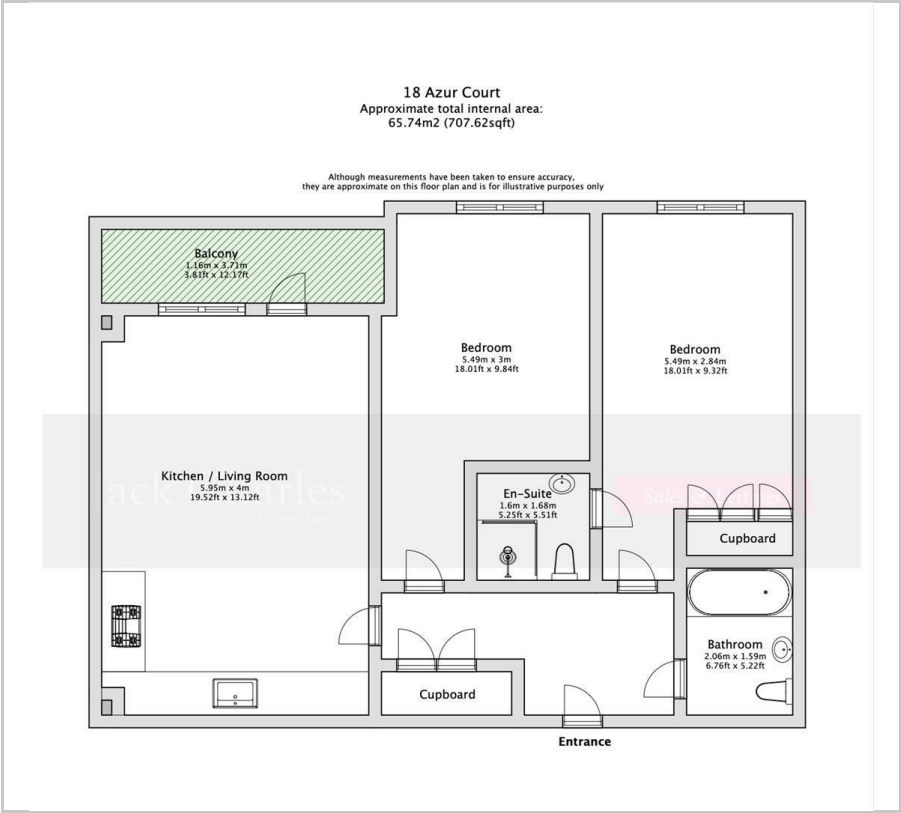 18 Azur Court
Approximate total internal area:
65.74m2 (707.62sqft)
Although measurements have been taken to ensure accuracy,
they are approximate on this floor plan and is for illustrative purposes only
Balcony
1.16m x 3.71m
3.81ft x 12.17ft
Bedroom
5.49m x 3m
18.01ft x 9.84ft
Bedroom
5.49m x 2.84m
18.01ft x 9.32ft
Kitchen / Living Room
5.95m x 4m
19.52ft x 13.12ft
En-Suite
1.6m x 1.68m
5.25ft x 5.51ft
Sales &
Cupboard
Bathroom
2.06m x 1.59m
6.76ft x 5.22ft
Cupboard
Entrance